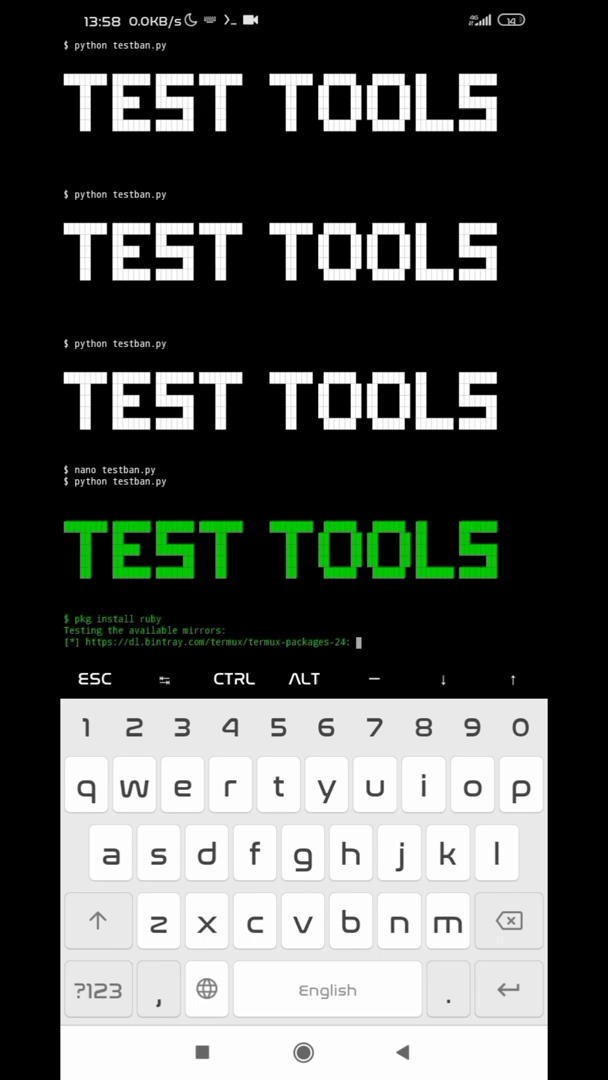 13:58 0.0KB/s 4G 14
$ python testban.py
TEST TOOLS
$ python testban.py
TEST TOOLS
$ python testban.py
TEST TOOLS
$ nano testban.py
$ python testban.py
TEST TOOLS
$ pkg install ruby
Testing the available mirrors:
[*] https://dl.bintray.com/termux/termux-packages-24:
ESC ↹ CTRL ALT — ↓ ↑
1 2 3 4 5 6 7 8 9 0
q w e r t y u i o p
a s d f g h j k l
z x c v b n m
?123 , English .